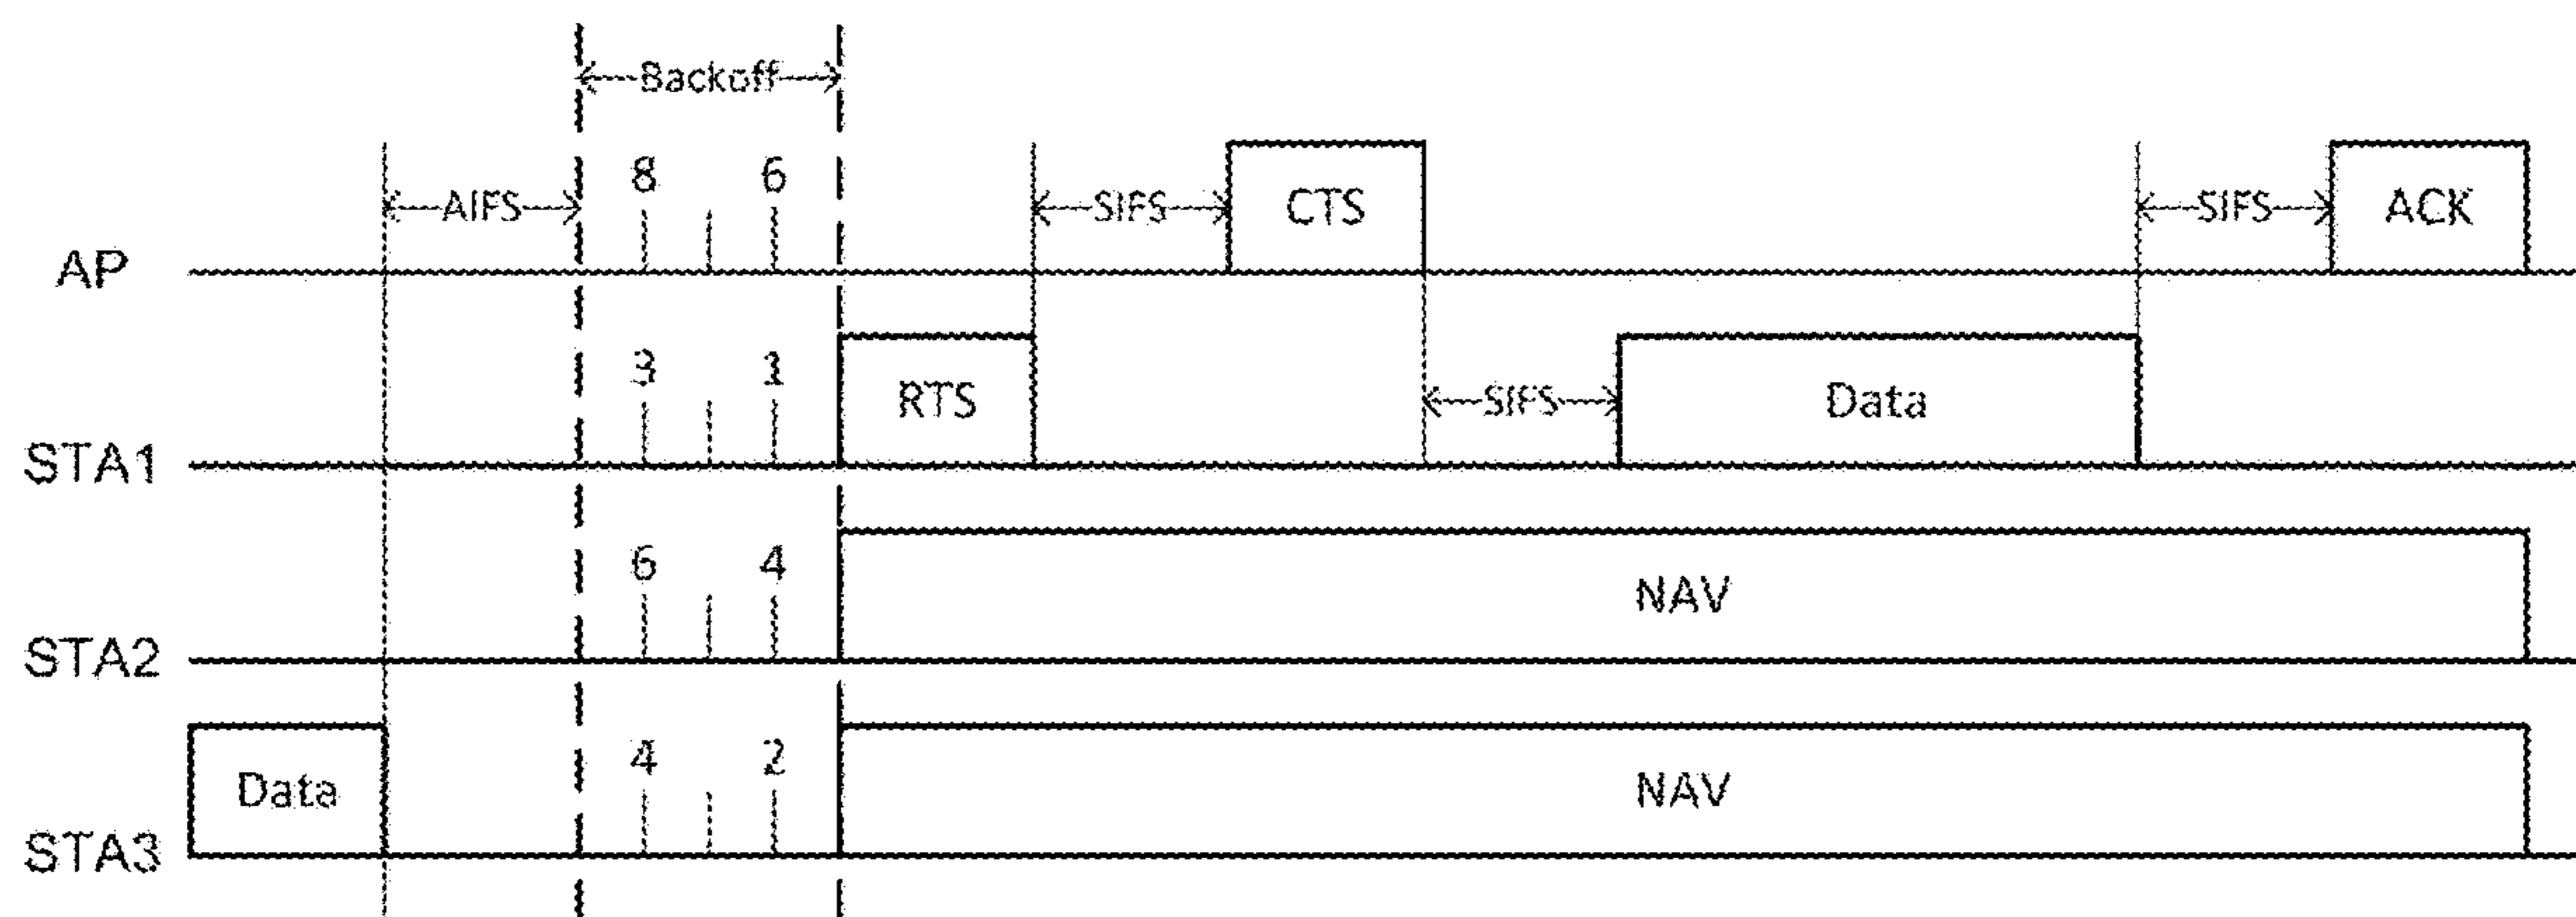 Backoff
8 6
AIFS SIFS CTS SIFS ACK
AP
3 1
RTS SIFS Data
STA1
6 4
NAV
STA2
4 2
Data NAV
STA3